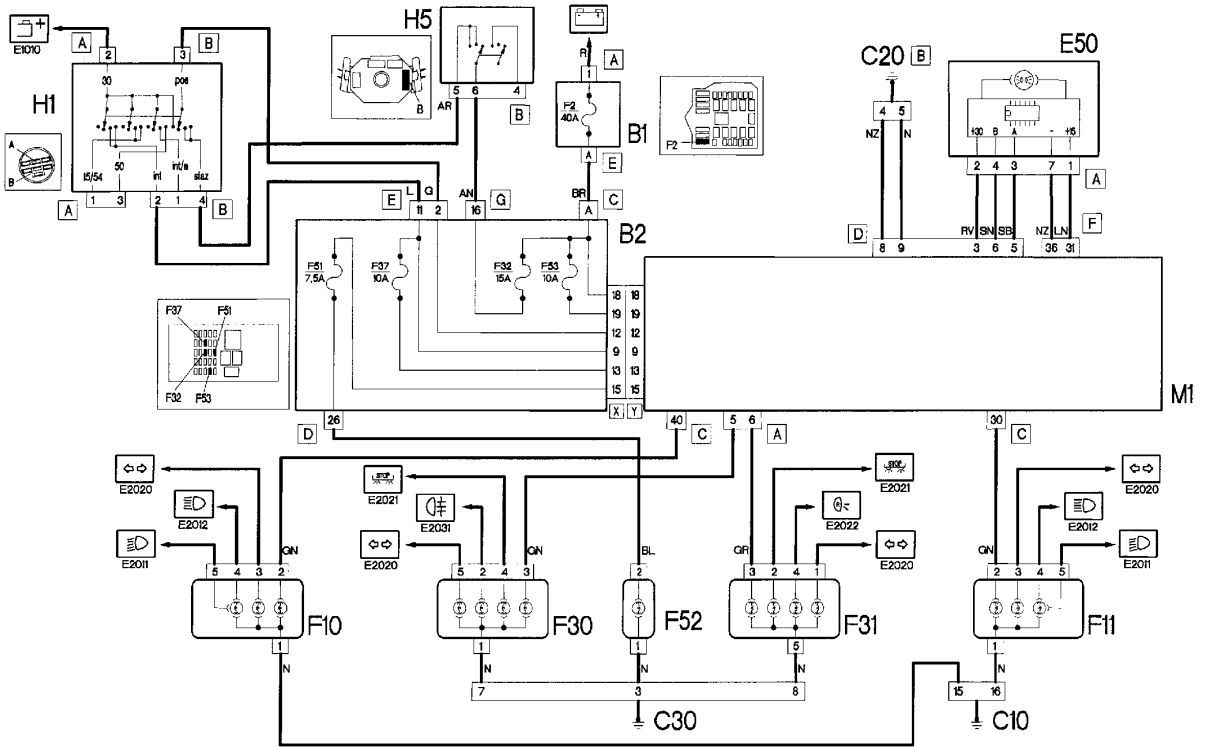 E1010
A
2
3
B
H5
5 6 4
AR
B
B
R
A
1
F2
40A
B1
A
E
BR
F2
C20 B
4 5
NZ N
E50
+30 B A - +15
2 4 3 7 1
A
H1
30 pos
15/54 50 int int/a staz
A
B
A 1 3 2 1 4 B
E L G
11 2
AN
16 G
A C
B2
D 8 9
RV SN SB NZ LN
3 6 5 36 31
F
F51
7,5A
F37
10A
F32
15A
F53
10A
18 18
19 19
12 12
9 9
13 13
15 15
X Y
M1
F37 F51
F32 F53
D 26
40 C
5 6 A
30 C
E2020
E2012
E2011
GN
5 4 3 2
F10
1
N
STOP
E2021
E2031
E2020
GN
5 2 4 3
F30
1
N
BL
2
F52
1
N
STOP
E2021
R
E2022
E2020
GR
3 2 4 1
F31
5
N
E2020
E2012
E2011
GN
2 3 4 5
F11
1
N
7 3 8
C30
15 16
C10